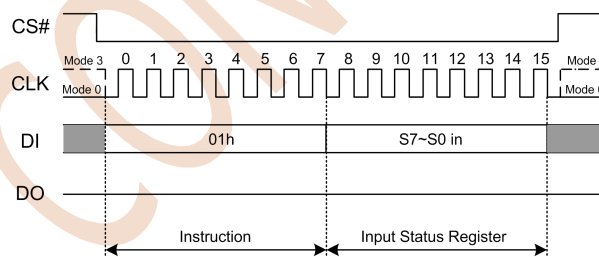 CS#
Mode 3 0 1 2 3 4 5 6 7 8 9 10 11 12 13 14 15 Mode
CLK
Mode 0 Mode
DI 01h S7~S0 in
DO
Instruction Input Status Register